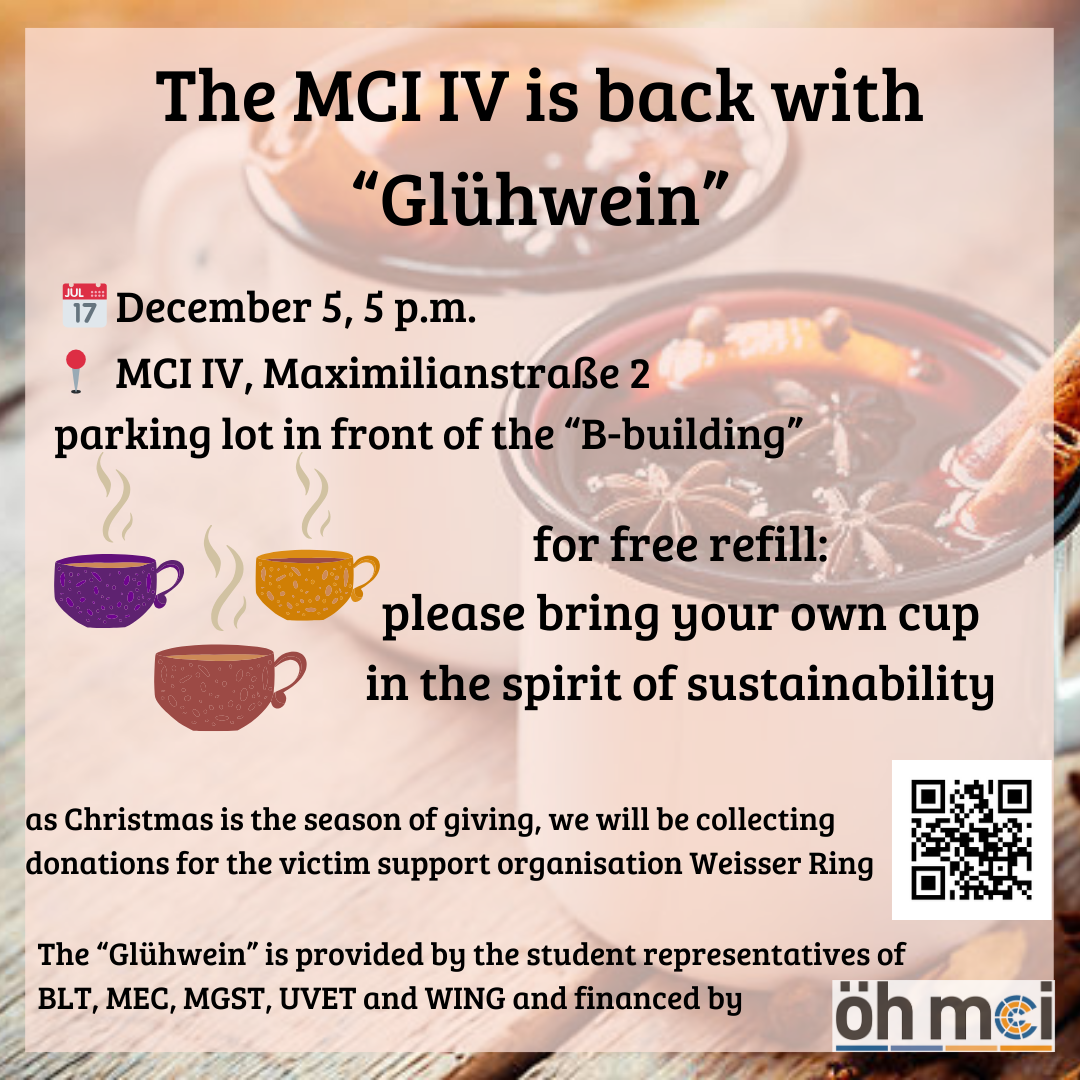 The MCI IV is back with
“Glühwein”
JUL
17
December 5, 5 p.m.
MCI IV, Maximilianstraße 2
parking lot in front of the “B-building”
for free refill:
please bring your own cup
in the spirit of sustainability
as Christmas is the season of giving, we will be collecting
donations for the victim support organisation Weisser Ring
The “Glühwein” is provided by the student representatives of
BLT, MEC, MGST, UVET and WING and financed by
öh mci